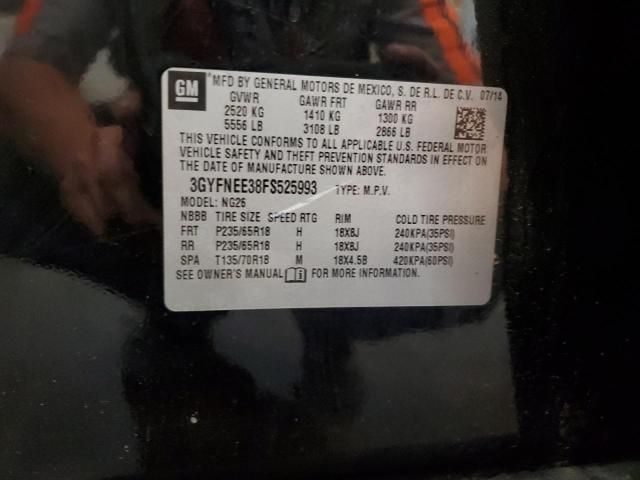 GM
®MFD BY GENERAL MOTORS DE MEXICO, S. DE R.L. DE C.V. 07/14
GVWR GAWR FRT GAWR RR
2520 KG 1410 KG 1300 KG
5556 LB 3108 LB 2866 LB
THIS VEHICLE CONFORMS TO ALL APPLICABLE U.S. FEDERAL MOTOR
VEHICLE SAFETY AND THEFT PREVENTION STANDARDS IN EFFECT ON
THE DATE OF MANUFACTURE SHOWN ABOVE.
3GYFNEE38FS525993 TYPE: M.P.V.
MODEL: NG26
NBBB TIRE SIZE SPEED RTG RIM COLD TIRE PRESSURE
FRT P235/65R18 H 18X8J 240KPA(35PSI)
RR P235/65R18 H 18X8J 240KPA(35PSI)
SPA T135/70R18 M 18X4.5B 420KPA(60PSI)
SEE OWNER'S MANUAL FOR MORE INFORMATION.